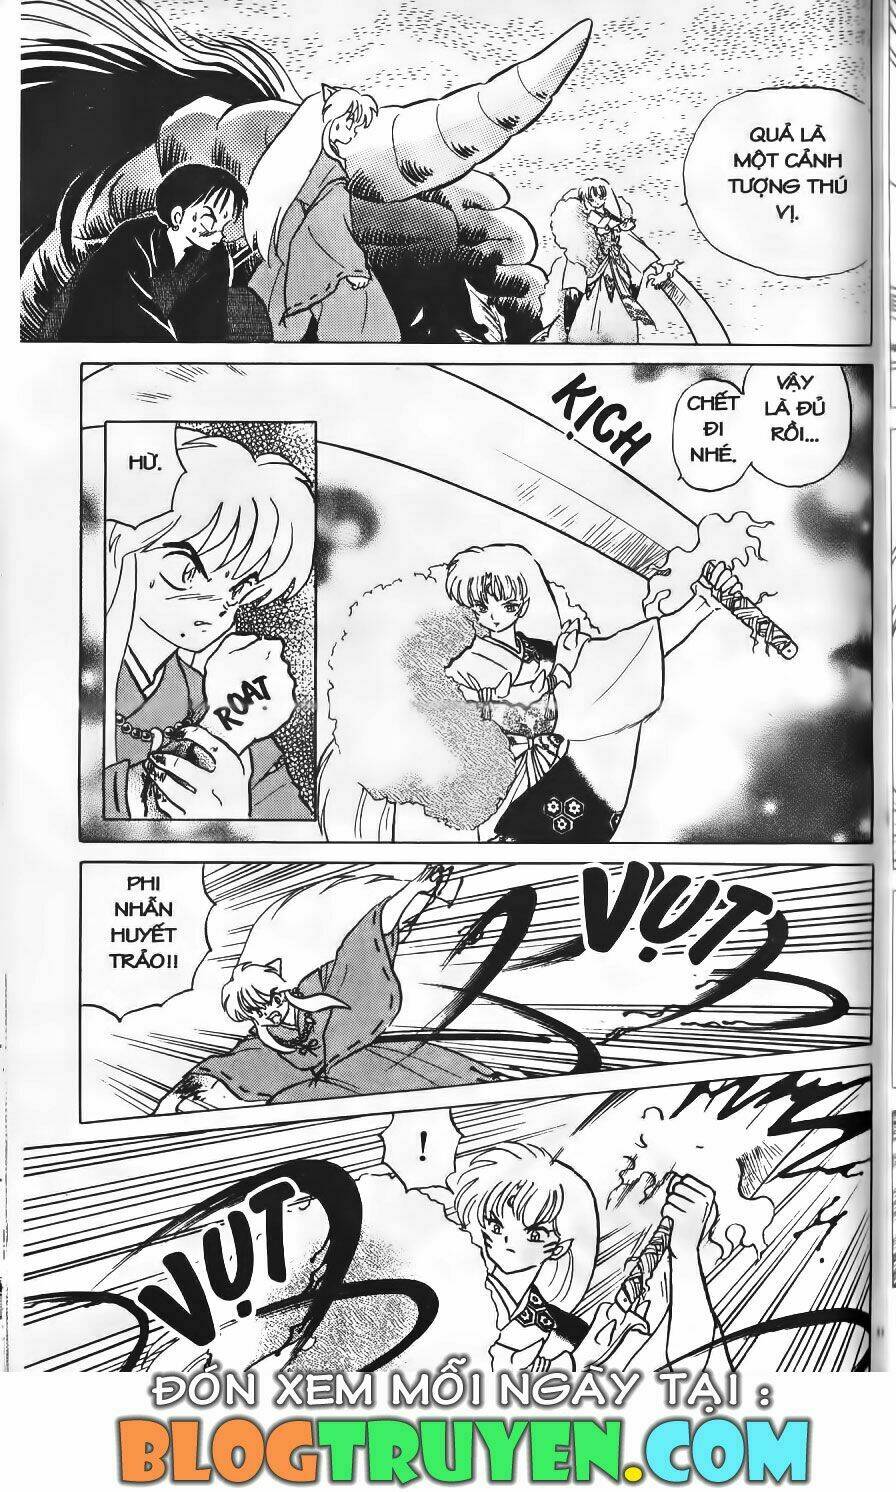 QUẢ LÀ
MỘT CẢNH
TƯỢNG THÚ
VỊ.
VẬY
LÀ ĐỦ
RỒI...
CHẾT
ĐI
NHÉ.
KỊCH
HỪ.
ROẠT
PHI
NHẪN
HUYẾT
TRẢO!!
VỤT
!
VỤT
ĐÓN XEM MỖI NGÀY TẠI :
BLOGTRUYEN.COM